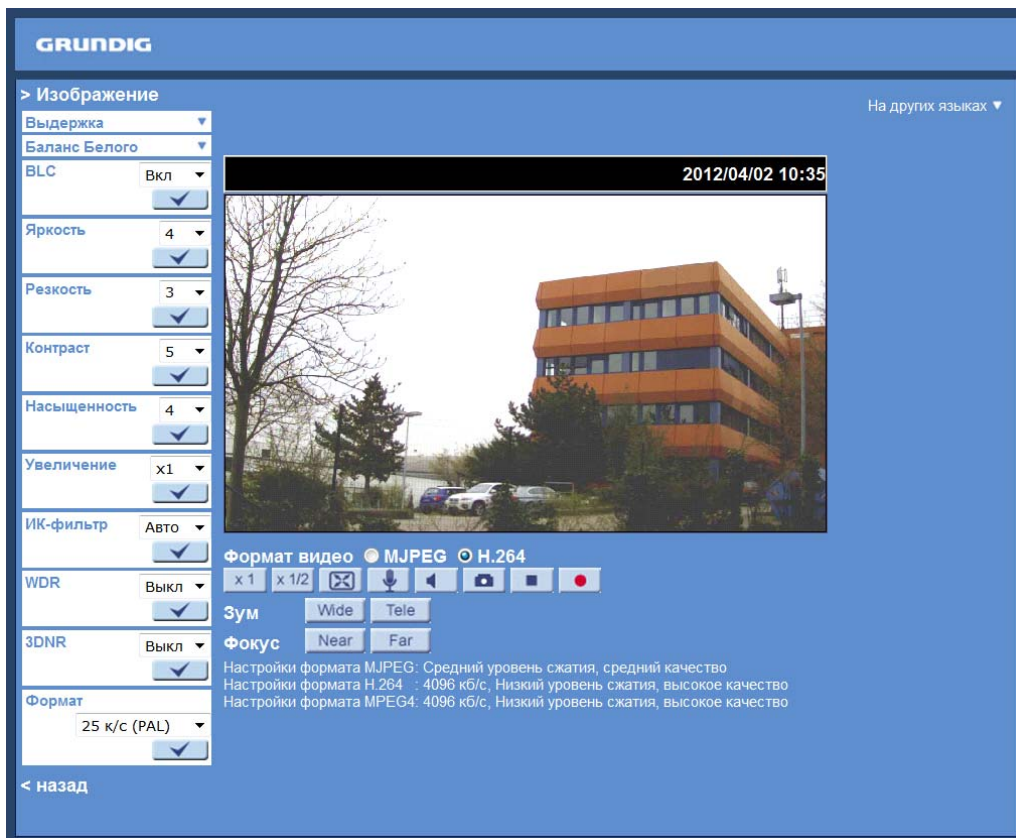 GRUNDIG
> Изображение
На других языках ▼
Выдержка ▼
Баланс Белого ▼
BLC Вкл
Яркость 4
Резкость 3
Контраст 5
Насыщенность 4
Увеличение x1
ИК-фильтр Авто
WDR Выкл
3DNR Выкл
Формат
25 к/с (PAL)
< назад
2012/04/02 10:35
Формат видео MJPEG H.264
x 1 x 1/2
Зум Wide Tele
Фокус Near Far
Настройки формата MJPEG: Средний уровень сжатия, средний качество
Настройки формата H.264 : 4096 кб/с, Низкий уровень сжатия, высокое качество
Настройки формата MPEG4: 4096 кб/с, Низкий уровень сжатия, высокое качество